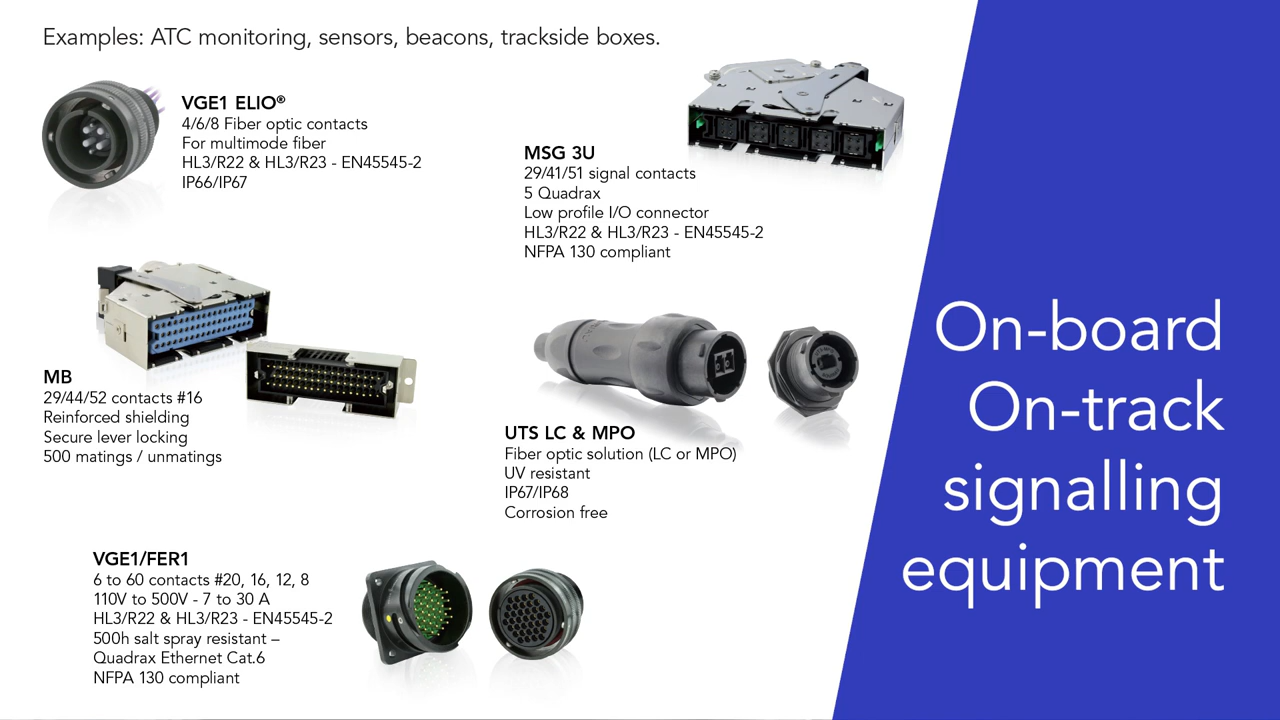 Examples: ATC monitoring, sensors, beacons, trackside boxes.
VGE1 ELIO®
4/6/8 Fiber optic contacts
For multimode fiber
HL3/R22 & HL3/R23 - EN45545-2
IP66/IP67
MSG 3U
29/41/51 signal contacts
5 Quadrax
Low profile I/O connector
HL3/R22 & HL3/R23 - EN45545-2
NFPA 130 compliant
MB
29/44/52 contacts #16
Reinforced shielding
Secure lever locking
500 matings / unmatings
UTS LC & MPO
Fiber optic solution (LC or MPO)
UV resistant
IP67/IP68
Corrosion free
VGE1/FER1
6 to 60 contacts #20, 16, 12, 8
110V to 500V - 7 to 30 A
HL3/R22 & HL3/R23 - EN45545-2
500h salt spray resistant –
Quadrax Ethernet Cat.6
NFPA 130 compliant
On-board
On-track
signalling
equipment